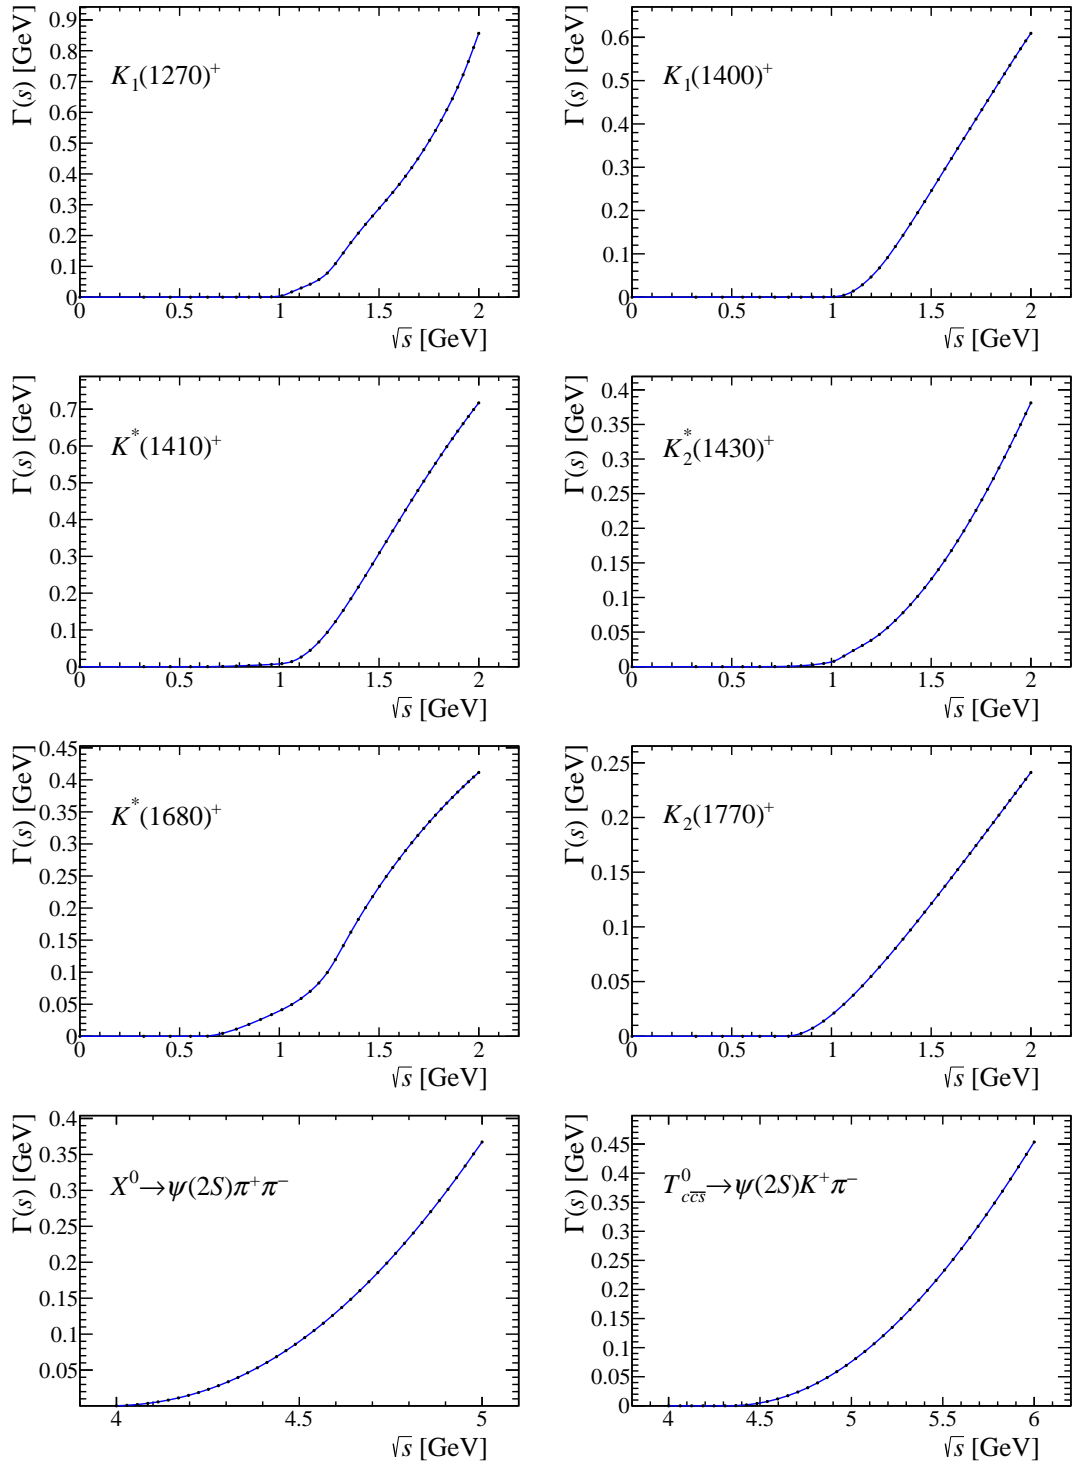 Γ(s) [GeV]
0.9
0.8
0.7
0.6
0.5
0.4
0.3
0.2
0.1
0
K₁(1270)⁺
0 0.5 1 1.5 2
√s [GeV]
Γ(s) [GeV]
0.6
0.5
0.4
0.3
0.2
0.1
0
K₁(1400)⁺
0 0.5 1 1.5 2
√s [GeV]
Γ(s) [GeV]
0.7
0.6
0.5
0.4
0.3
0.2
0.1
0
K*(1410)⁺
0 0.5 1 1.5 2
√s [GeV]
Γ(s) [GeV]
0.4
0.35
0.3
0.25
0.2
0.15
0.1
0.05
0
K₂*(1430)⁺
0 0.5 1 1.5 2
√s [GeV]
Γ(s) [GeV]
0.45
0.4
0.35
0.3
0.25
0.2
0.15
0.1
0.05
0
K*(1680)⁺
0 0.5 1 1.5 2
√s [GeV]
Γ(s) [GeV]
0.25
0.2
0.15
0.1
0.05
0
K₂(1770)⁺
0 0.5 1 1.5 2
√s [GeV]
Γ(s) [GeV]
0.4
0.35
0.3
0.25
0.2
0.15
0.1
0.05
X⁰→ψ(2S)π⁺π⁻
4 4.5 5
√s [GeV]
Γ(s) [GeV]
0.45
0.4
0.35
0.3
0.25
0.2
0.15
0.1
0.05
0
T⁰_{cc̄s̄}→ψ(2S)K⁺π⁻
4 4.5 5 5.5 6
√s [GeV]